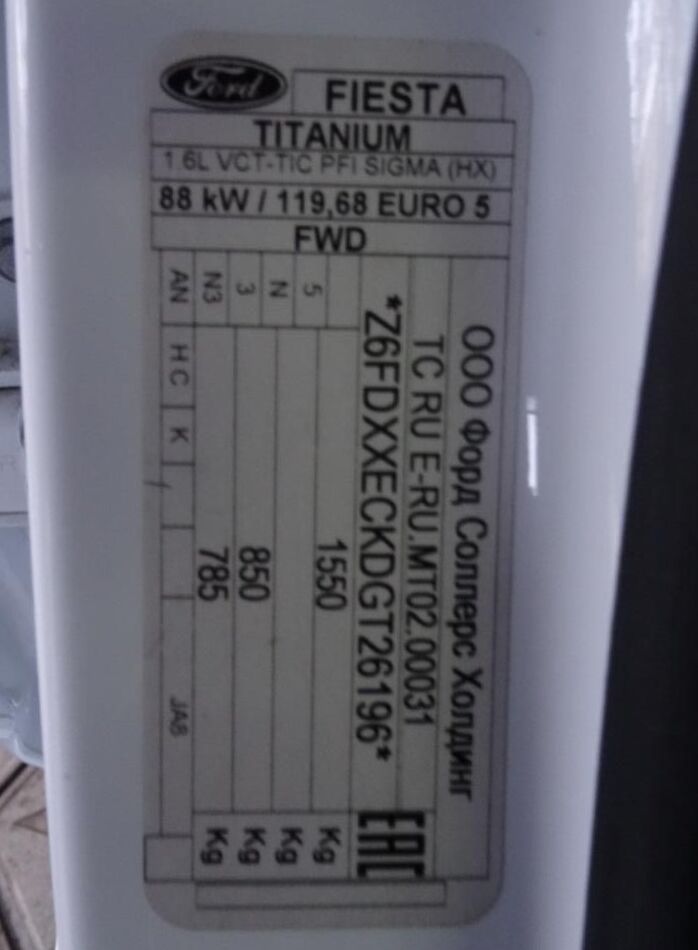 Ford
FIESTA
TITANIUM
1.6L VCT-TIC PFI SIGMA (HX)
88 kW / 119,68 EURO 5
FWD
ООО Форд Соллерс Холдинг
TC RU E-RU.MT02.00031
*Z6FDXXECKDGT26196*
EAC
5 1550 Kg
N Kg
3 850 Kg
N3 785 Kg
AN H C K , JA8